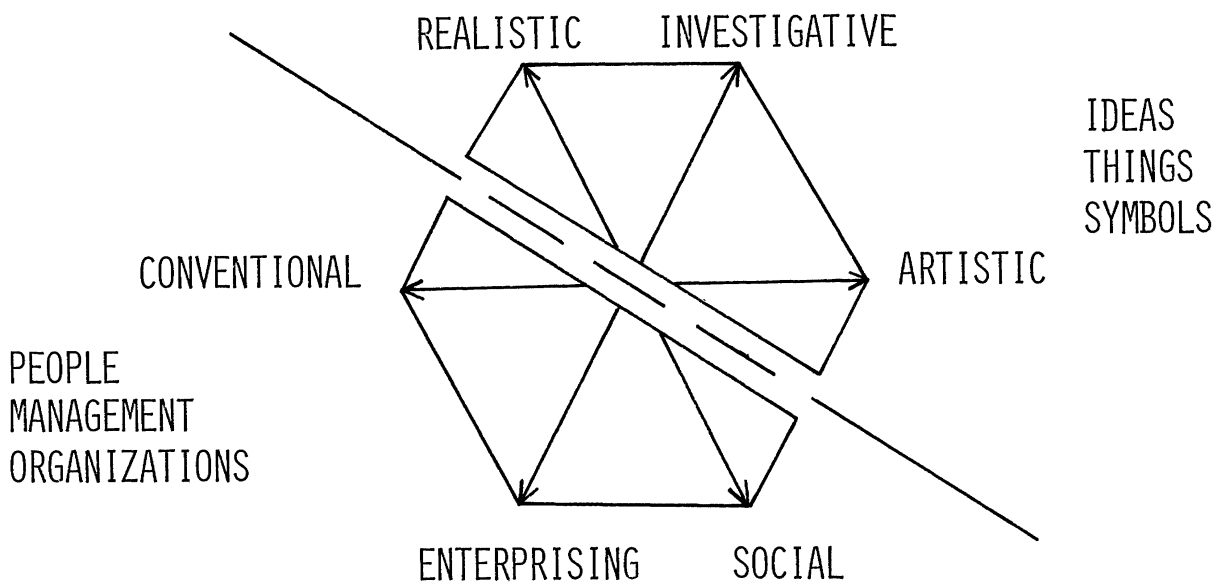 REALISTIC INVESTIGATIVE
IDEAS
THINGS
SYMBOLS
CONVENTIONAL
ARTISTIC
PEOPLE
MANAGEMENT
ORGANIZATIONS
ENTERPRISING SOCIAL